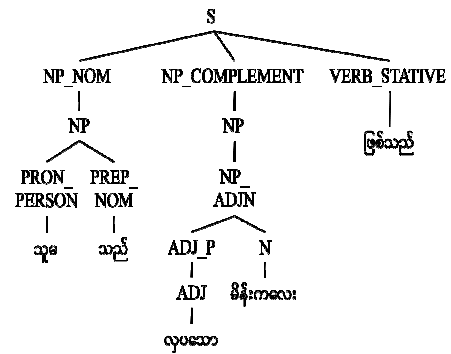 S
NP_NOM NP_COMPLEMENT VERB_STATIVE
NP NP ဖြစ်သည်
PRON_ PREP_ NP_
PERSON NOM ADJN
သူမ သည် ADJ_P N
ADJ မိန်းကလေး
လှပသော